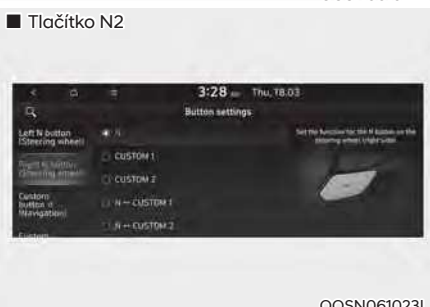 ■ Tlačítko N2
3:28 Thu, 18.03
Button settings
Left N button
(Steering wheel)
N
Set the function for the N button on the
steering wheel (right side).
Right N button
(Steering wheel)
CUSTOM 1
CUSTOM 2
Custom
button
(Navigation)
N ↔ CUSTOM 1
N ↔ CUSTOM 2
Custom
OOSN061023L